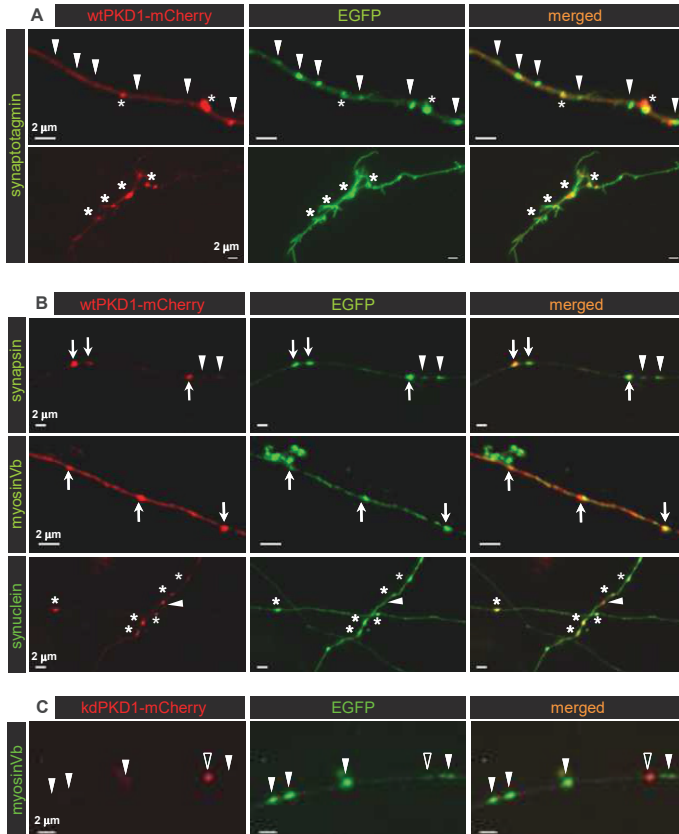 A wtPKD1-mCherry EGFP merged
synaptotagmin
2 μm
2 μm
B wtPKD1-mCherry EGFP merged
synapsin
2 μm
myosinVb
2 μm
synuclein
2 μm
C kdPKD1-mCherry EGFP merged
myosinVb
2 μm